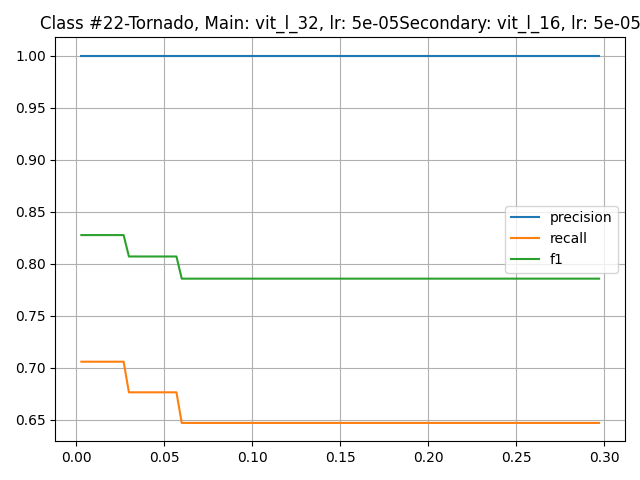 Class #22-Tornado, Main: vit_l_32, lr: 5e-05Secondary: vit_l_16, lr: 5e-05
1.00
0.95
0.90
0.85
0.80
0.75
0.70
0.65
precision
recall
f1
0.00 0.05 0.10 0.15 0.20 0.25 0.30